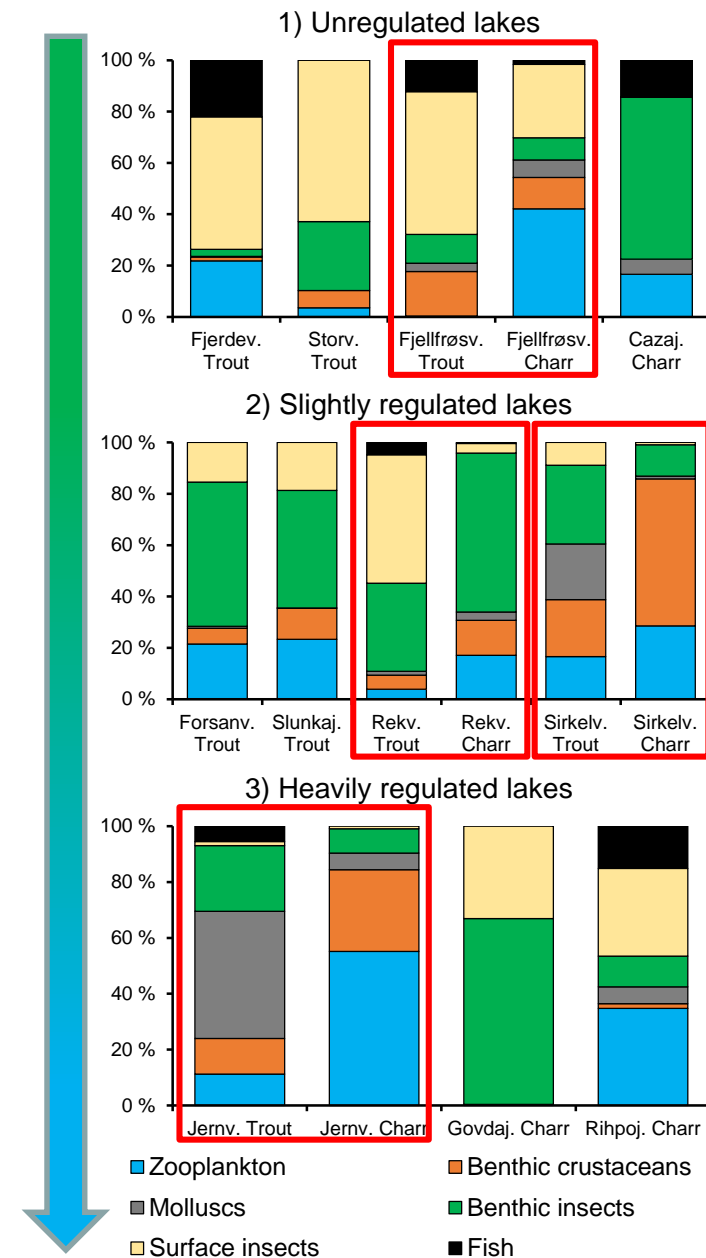 1) Unregulated lakes
100 %
80 %
60 %
40 %
20 %
0 %
Fjerdev. Storv. Fjellfrøsv. Fjellfrøsv. Cazaj.
Trout Trout Trout Charr Charr
2) Slightly regulated lakes
100 %
80 %
60 %
40 %
20 %
0 %
Forsanv. Slunkaj. Rekv. Rekv. Sirkelv. Sirkelv.
Trout Trout Trout Charr Trout Charr
3) Heavily regulated lakes
100 %
80 %
60 %
40 %
20 %
0 %
Jernv. Trout Jernv. Charr Govdaj. Charr Rihpoj. Charr
Zooplankton Benthic crustaceans
Molluscs Benthic insects
Surface insects Fish